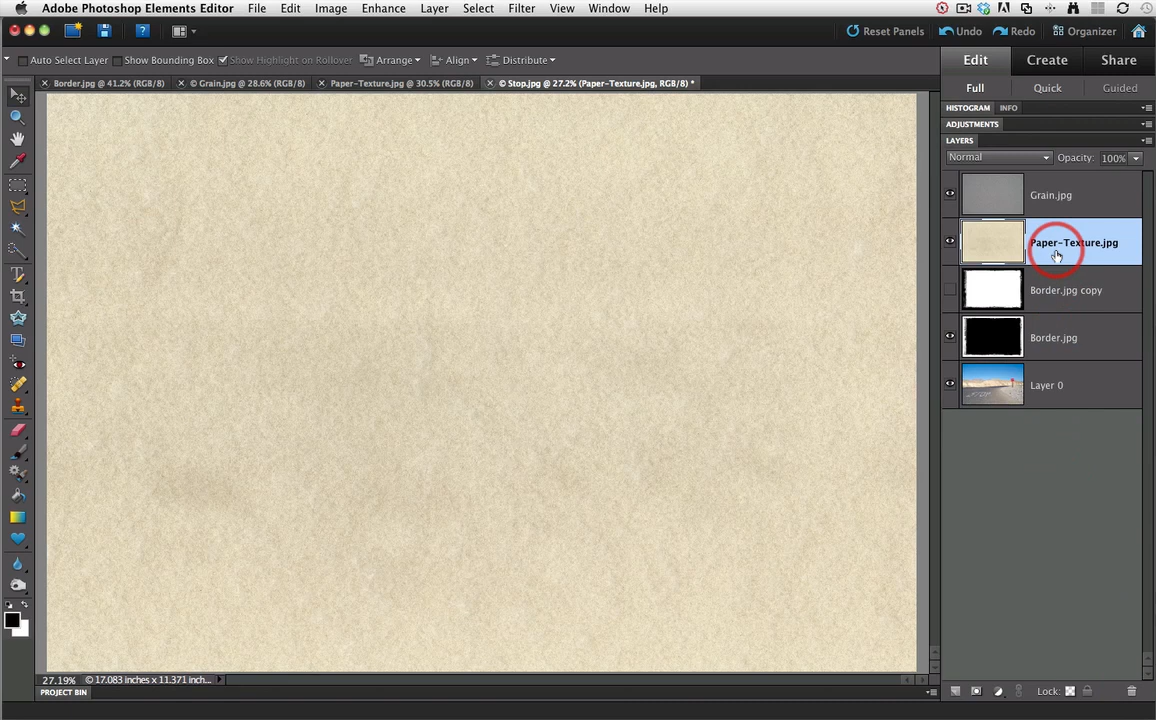 Adobe Photoshop Elements Editor File Edit Image Enhance Layer Select Filter View Window Help
Reset Panels Undo Redo Organizer
Auto Select Layer Show Bounding Box Show Highlight on Rollover Arrange Align Distribute
Edit Create Share
Border.jpg @ 41.2% (RGB/8) © Grain.jpg @ 28.6% (RGB/8) Paper-Texture.jpg @ 30.5% (RGB/8) © Stop.jpg @ 27.2% (Paper-Texture.jpg, RGB/8) *
Full Quick Guided
HISTOGRAM INFO
ADJUSTMENTS
LAYERS
Normal Opacity: 100%
Grain.jpg
Paper-Texture.jpg
Border.jpg copy
Border.jpg
Layer 0
27.19% © 17.083 inches x 11.371 inch...
Lock:
PROJECT BIN